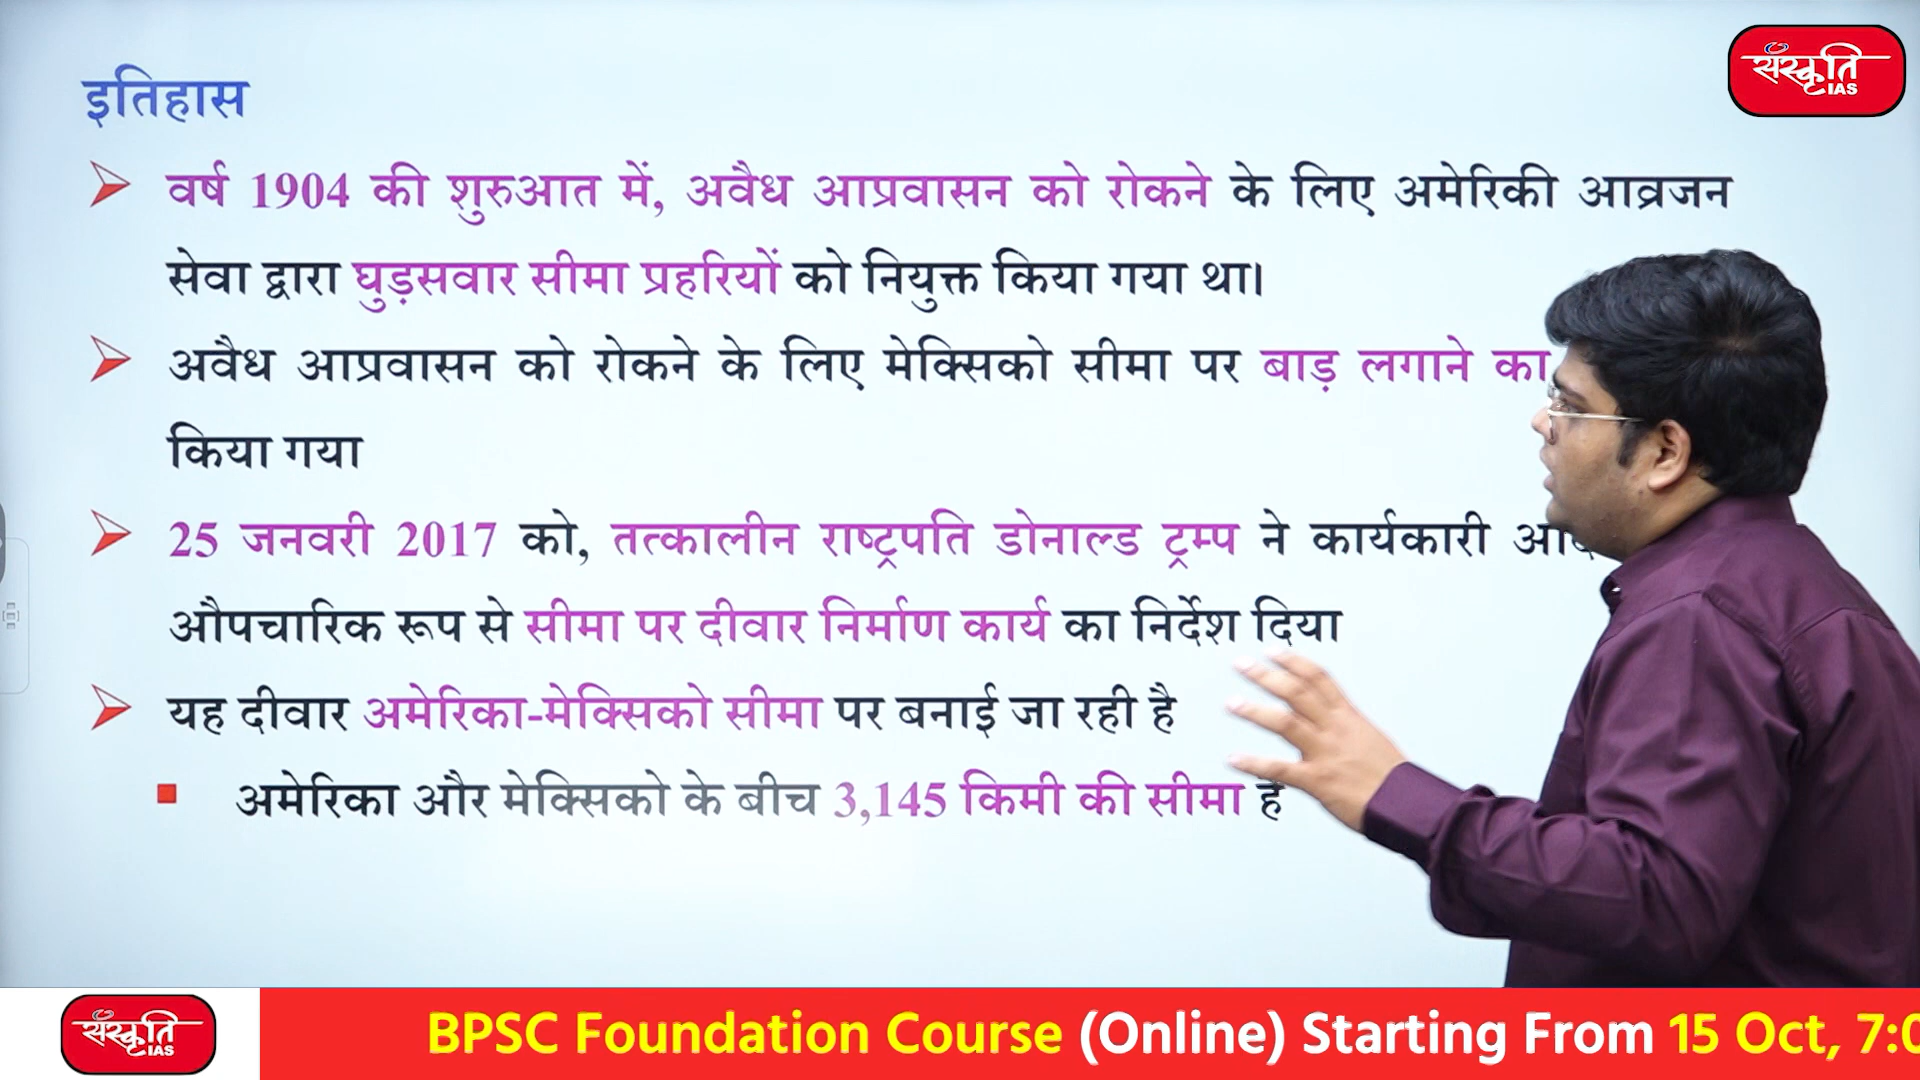 संस्कृति
IAS
इतिहास
वर्ष 1904 की शुरुआत में, अवैध आप्रवासन को रोकने के लिए अमेरिकी आव्रजन
सेवा द्वारा घुड़सवार सीमा प्रहरियों को नियुक्त किया गया था।
अवैध आप्रवासन को रोकने के लिए मेक्सिको सीमा पर बाड़ लगाने का
किया गया
25 जनवरी 2017 को, तत्कालीन राष्ट्रपति डोनाल्ड ट्रम्प ने कार्यकारी
औपचारिक रूप से सीमा पर दीवार निर्माण कार्य का निर्देश दिया
यह दीवार अमेरिका-मेक्सिको सीमा पर बनाई जा रही है
अमेरिका और मेक्सिको के बीच 3,145 किमी की सीमा है
संस्कृति
IAS
BPSC Foundation Course (Online) Starting From 15 Oct,